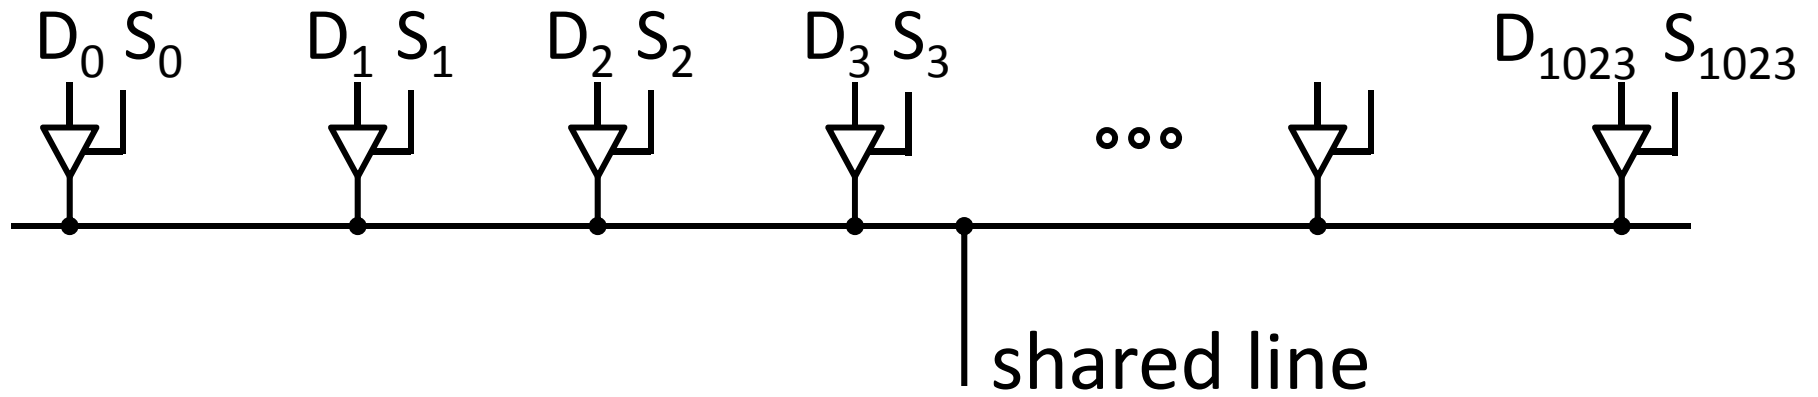 D₀ S₀ D₁ S₁ D₂ S₂ D₃ S₃ D₁₀₂₃ S₁₀₂₃
shared line